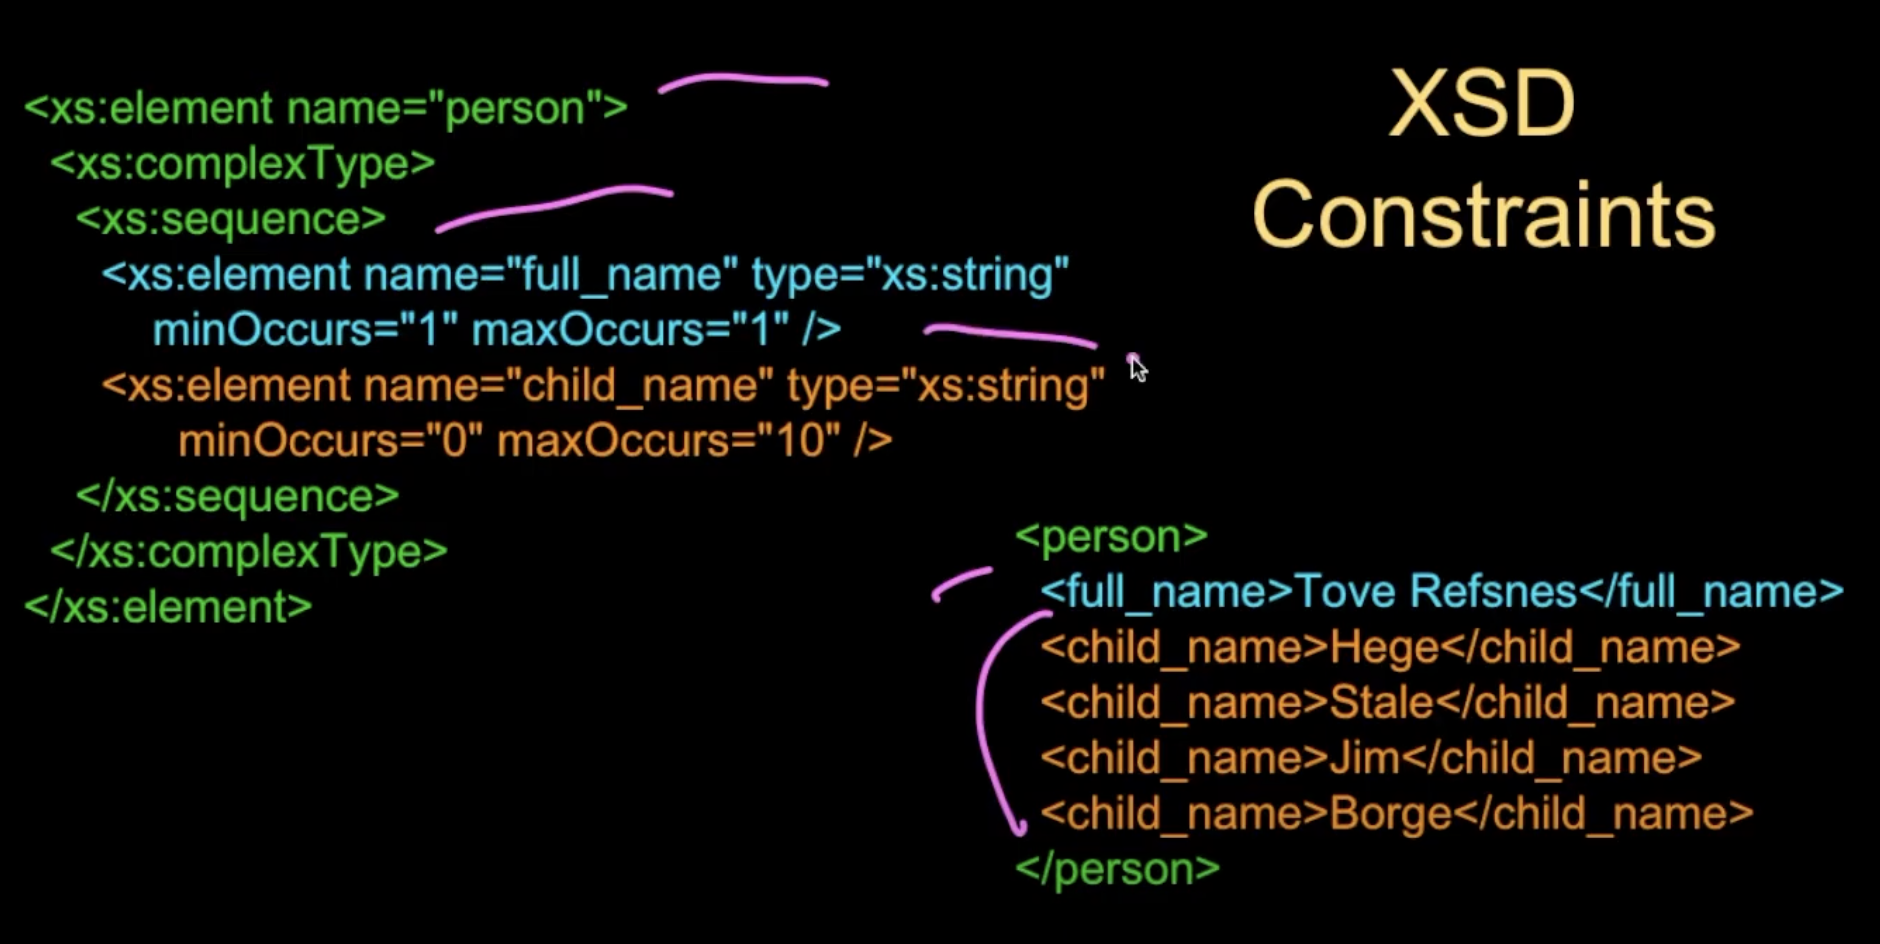 XSD
Constraints
<xs:element name="person">
<xs:complexType>
<xs:sequence>
<xs:element name="full_name" type="xs:string"
minOccurs="1" maxOccurs="1" />
<xs:element name="child_name" type="xs:string"
minOccurs="0" maxOccurs="10" />
</xs:sequence>
</xs:complexType>
</xs:element>
<person>
<full_name>Tove Refsnes</full_name>
<child_name>Hege</child_name>
<child_name>Stale</child_name>
<child_name>Jim</child_name>
<child_name>Borge</child_name>
</person>